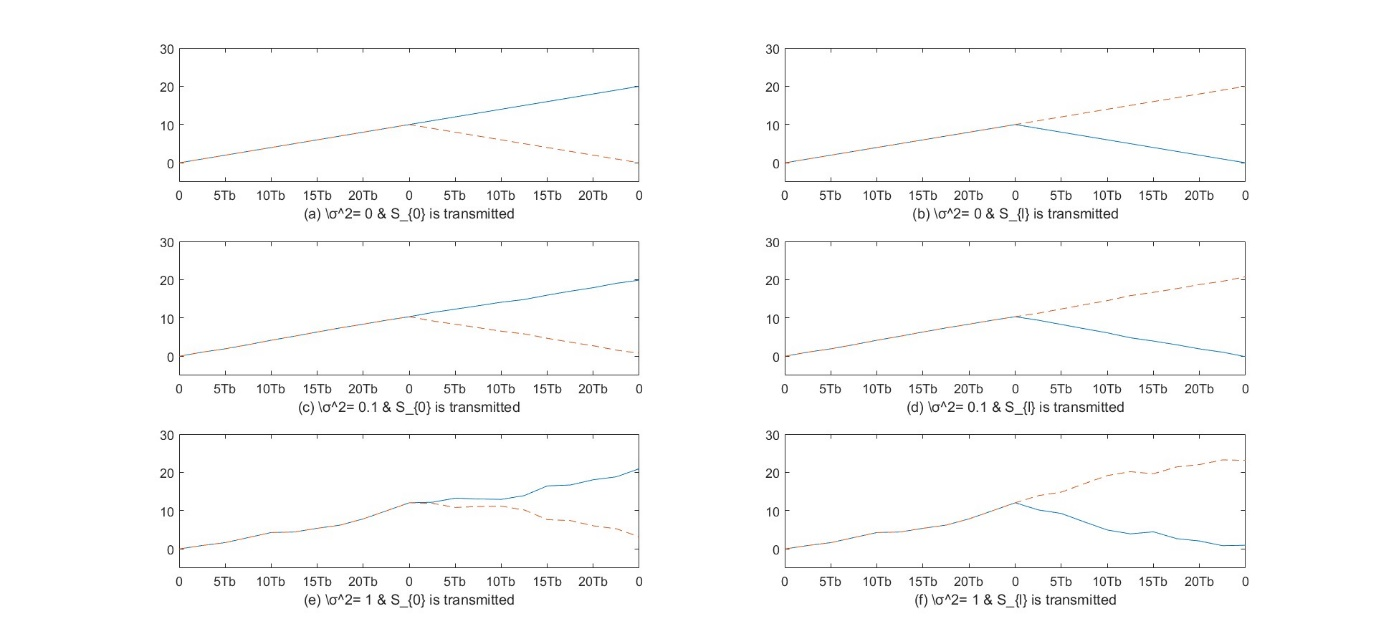 30
20
10
0
0 5Tb 10Tb 15Tb 20Tb 0 5Tb 10Tb 15Tb 20Tb 0
(a) \σ^2= 0 & S_{0} is transmitted
30
20
10
0
0 5Tb 10Tb 15Tb 20Tb 0 5Tb 10Tb 15Tb 20Tb 0
(b) \σ^2= 0 & S_{l} is transmitted
30
20
10
0
0 5Tb 10Tb 15Tb 20Tb 0 5Tb 10Tb 15Tb 20Tb 0
(c) \σ^2= 0.1 & S_{0} is transmitted
30
20
10
0
0 5Tb 10Tb 15Tb 20Tb 0 5Tb 10Tb 15Tb 20Tb 0
(d) \σ^2= 0.1 & S_{l} is transmitted
30
20
10
0
0 5Tb 10Tb 15Tb 20Tb 0 5Tb 10Tb 15Tb 20Tb 0
(e) \σ^2= 1 & S_{0} is transmitted
30
20
10
0
0 5Tb 10Tb 15Tb 20Tb 0 5Tb 10Tb 15Tb 20Tb 0
(f) \σ^2= 1 & S_{l} is transmitted